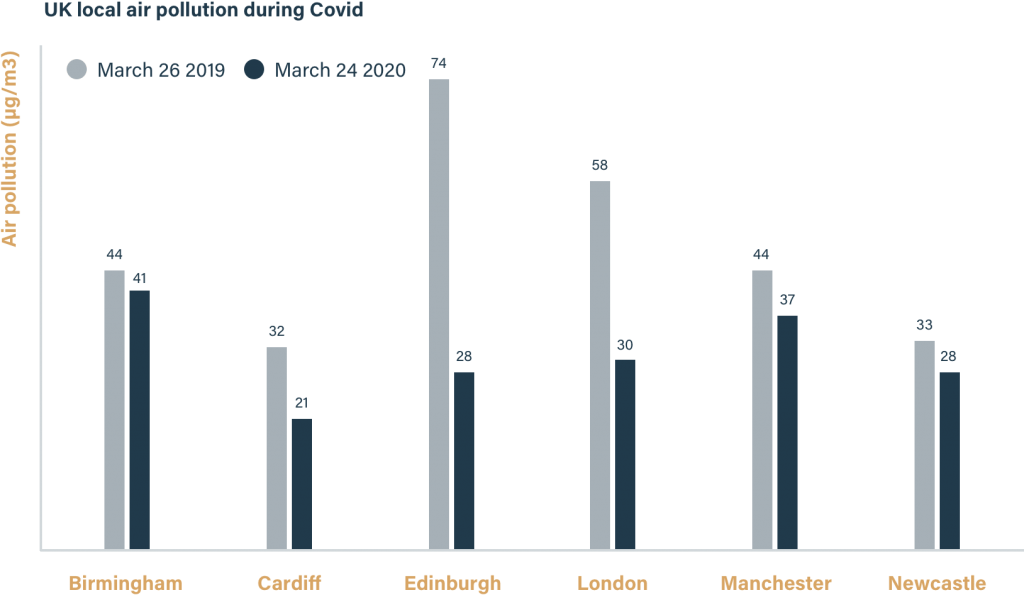 UK local air pollution during Covid
Air pollution (µg/m3)
March 26 2019
March 24 2020
44
41
32
21
74
28
58
30
44
37
33
28
Birmingham
Cardiff
Edinburgh
London
Manchester
Newcastle